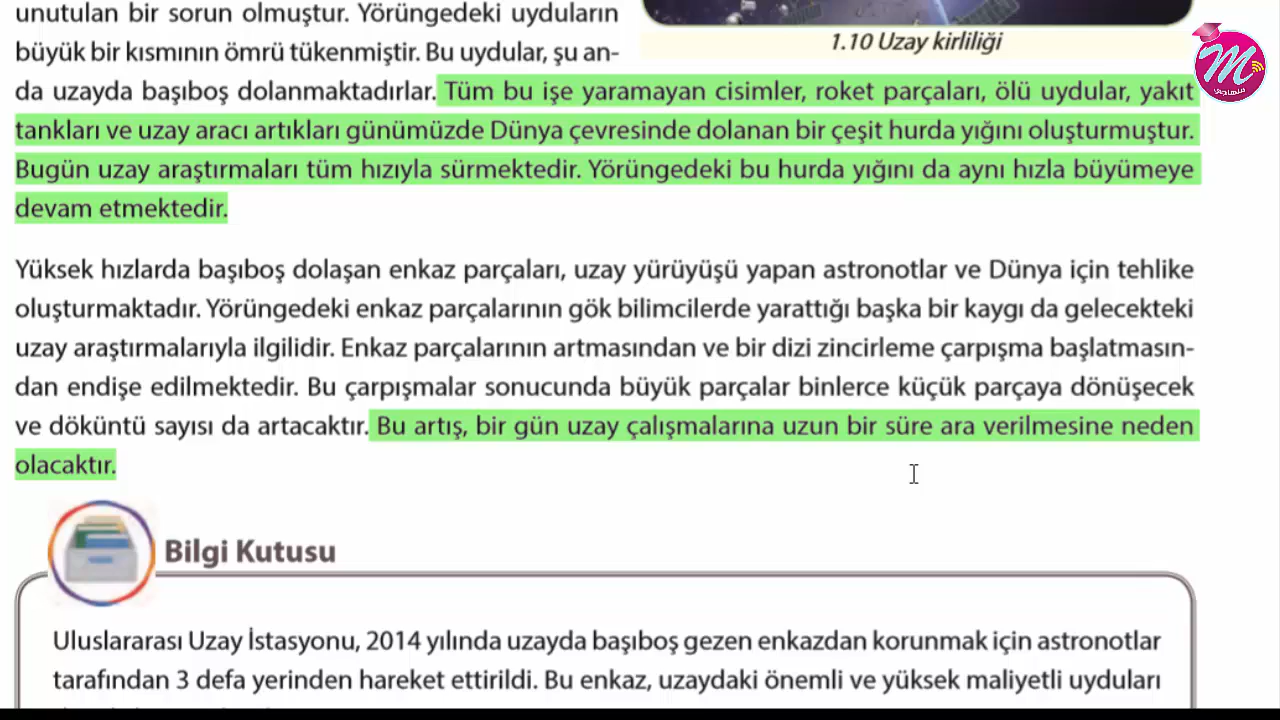 unutulan bir sorun olmuştur. Yörüngedeki uyduların
büyük bir kısmının ömrü tükenmiştir. Bu uydular, şu an-
1.10 Uzay kirliliği
da uzayda başıboş dolanmaktadırlar. Tüm bu işe yaramayan cisimler, roket parçaları, ölü uydular, yakıt
tankları ve uzay aracı artıkları günümüzde Dünya çevresinde dolanan bir çeşit hurda yığını oluşturmuştur.
Bugün uzay araştırmaları tüm hızıyla sürmektedir. Yörüngedeki bu hurda yığını da aynı hızla büyümeye
devam etmektedir.
Yüksek hızlarda başıboş dolaşan enkaz parçaları, uzay yürüyüşü yapan astronotlar ve Dünya için tehlike
oluşturmaktadır. Yörüngedeki enkaz parçalarının gök bilimcilerde yarattığı başka bir kaygı da gelecekteki
uzay araştırmalarıyla ilgilidir. Enkaz parçalarının artmasından ve bir dizi zincirleme çarpışma başlatmasın-
dan endişe edilmektedir. Bu çarpışmalar sonucunda büyük parçalar binlerce küçük parçaya dönüşecek
ve döküntü sayısı da artacaktır. Bu artış, bir gün uzay çalışmalarına uzun bir süre ara verilmesine neden
olacaktır.
Bilgi Kutusu
Uluslararası Uzay İstasyonu, 2014 yılında uzayda başıboş gezen enkazdan korunmak için astronotlar
tarafından 3 defa yerinden hareket ettirildi. Bu enkaz, uzaydaki önemli ve yüksek maliyetli uyduları